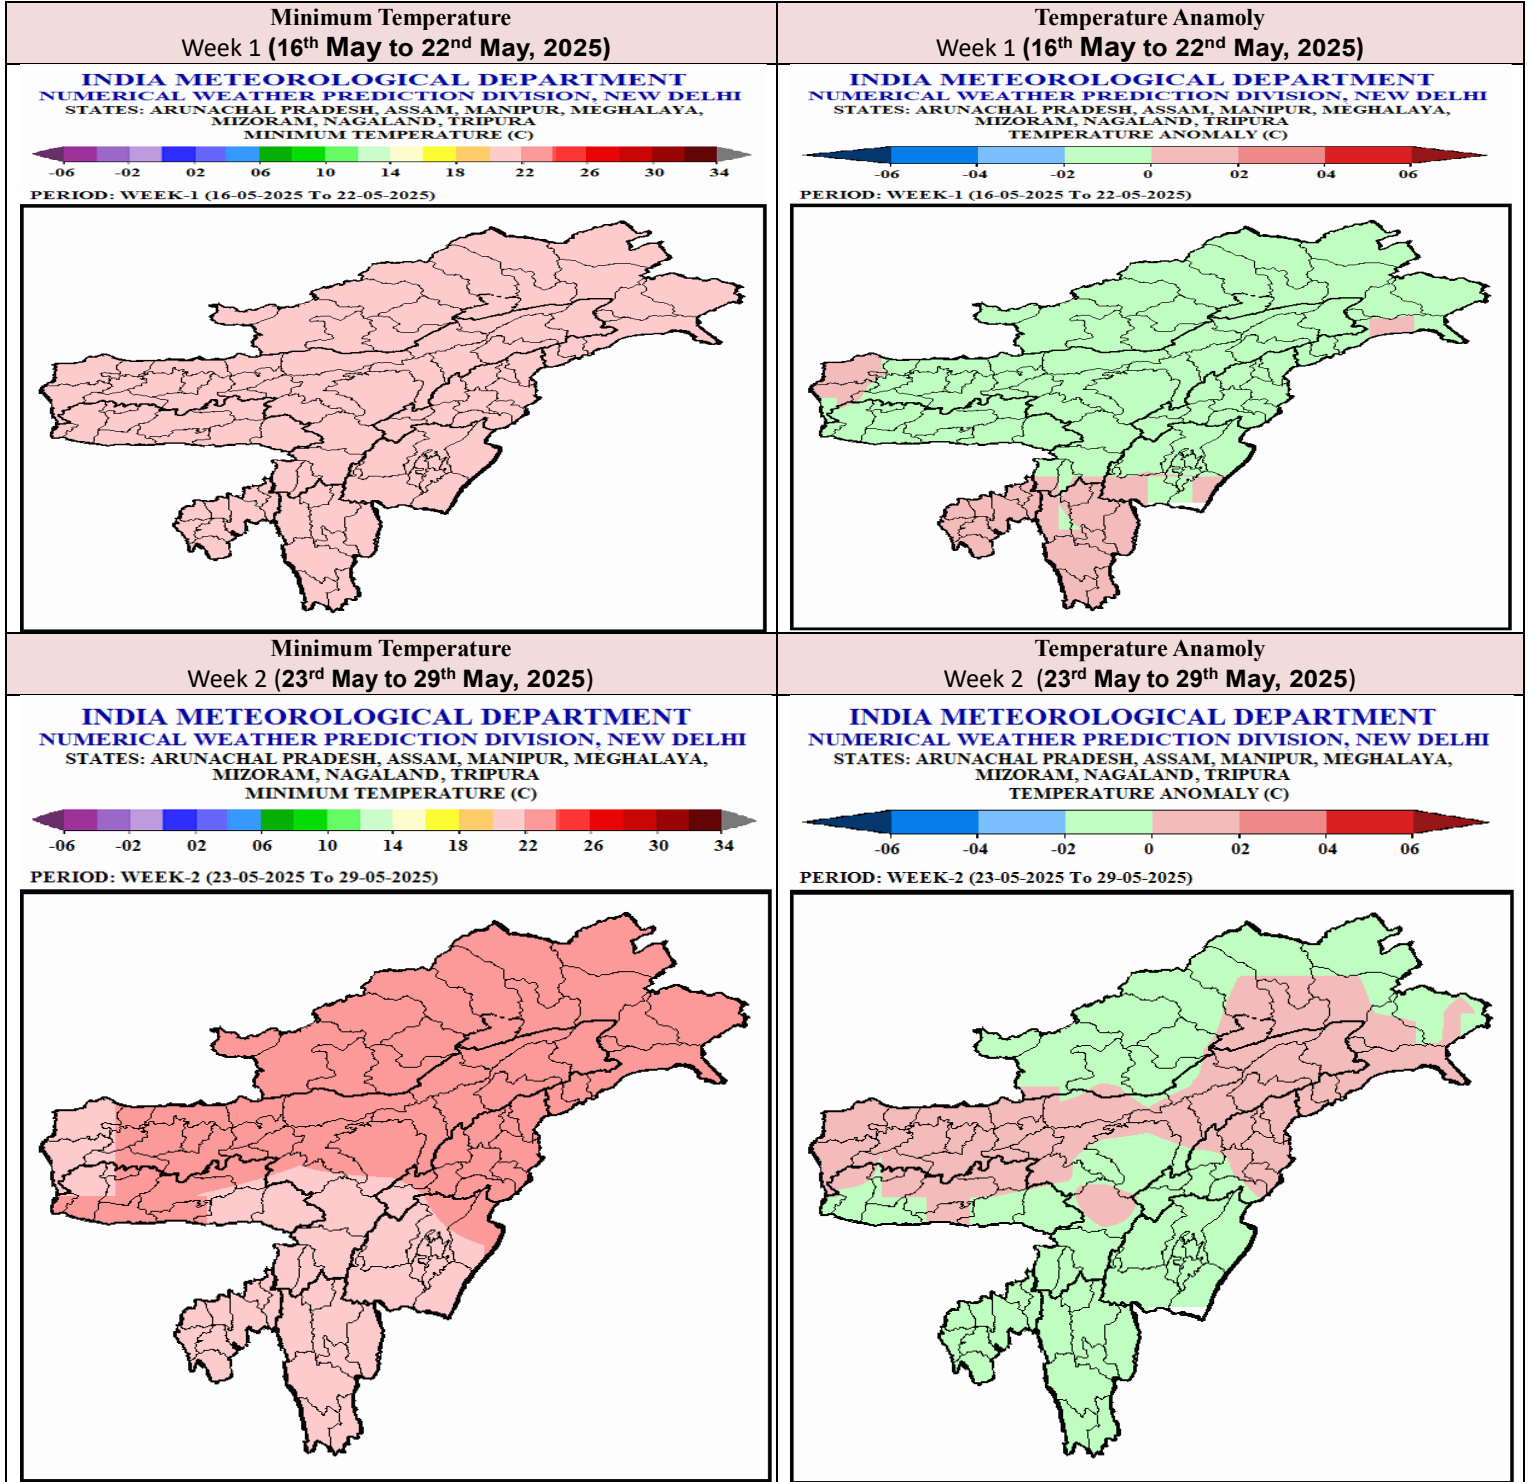 Minimum Temperature
Week 1 (16th May to 22nd May, 2025)
INDIA METEOROLOGICAL DEPARTMENT
NUMERICAL WEATHER PREDICTION DIVISION, NEW DELHI
STATES: ARUNACHAL PRADESH, ASSAM, MANIPUR, MEGHALAYA,
MIZORAM, NAGALAND, TRIPURA
MINIMUM TEMPERATURE (C)
-06 -02 02 06 10 14 18 22 26 30 34
PERIOD: WEEK-1 (16-05-2025 To 22-05-2025)
Temperature Anamoly
Week 1 (16th May to 22nd May, 2025)
INDIA METEOROLOGICAL DEPARTMENT
NUMERICAL WEATHER PREDICTION DIVISION, NEW DELHI
STATES: ARUNACHAL PRADESH, ASSAM, MANIPUR, MEGHALAYA,
MIZORAM, NAGALAND, TRIPURA
TEMPERATURE ANOMALY (C)
-06 -04 -02 0 02 04 06
PERIOD: WEEK-1 (16-05-2025 To 22-05-2025)
Minimum Temperature
Week 2 (23rd May to 29th May, 2025)
INDIA METEOROLOGICAL DEPARTMENT
NUMERICAL WEATHER PREDICTION DIVISION, NEW DELHI
STATES: ARUNACHAL PRADESH, ASSAM, MANIPUR, MEGHALAYA,
MIZORAM, NAGALAND, TRIPURA
MINIMUM TEMPERATURE (C)
-06 -02 02 06 10 14 18 22 26 30 34
PERIOD: WEEK-2 (23-05-2025 To 29-05-2025)
Temperature Anamoly
Week 2 (23rd May to 29th May, 2025)
INDIA METEOROLOGICAL DEPARTMENT
NUMERICAL WEATHER PREDICTION DIVISION, NEW DELHI
STATES: ARUNACHAL PRADESH, ASSAM, MANIPUR, MEGHALAYA,
MIZORAM, NAGALAND, TRIPURA
TEMPERATURE ANOMALY (C)
-06 -04 -02 0 02 04 06
PERIOD: WEEK-2 (23-05-2025 To 29-05-2025)